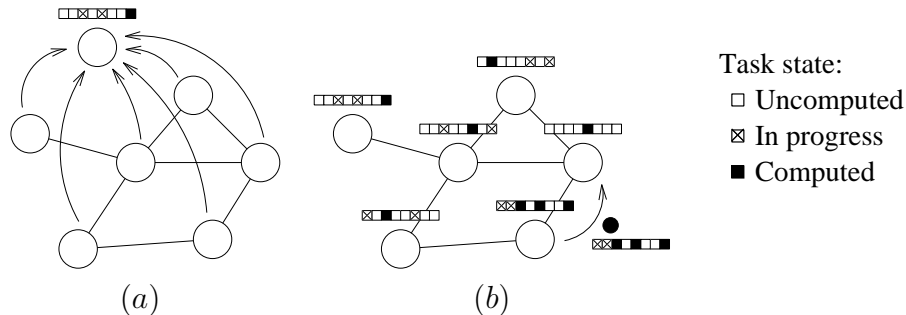 Task state:
Uncomputed
In progress
Computed
(a)
(b)